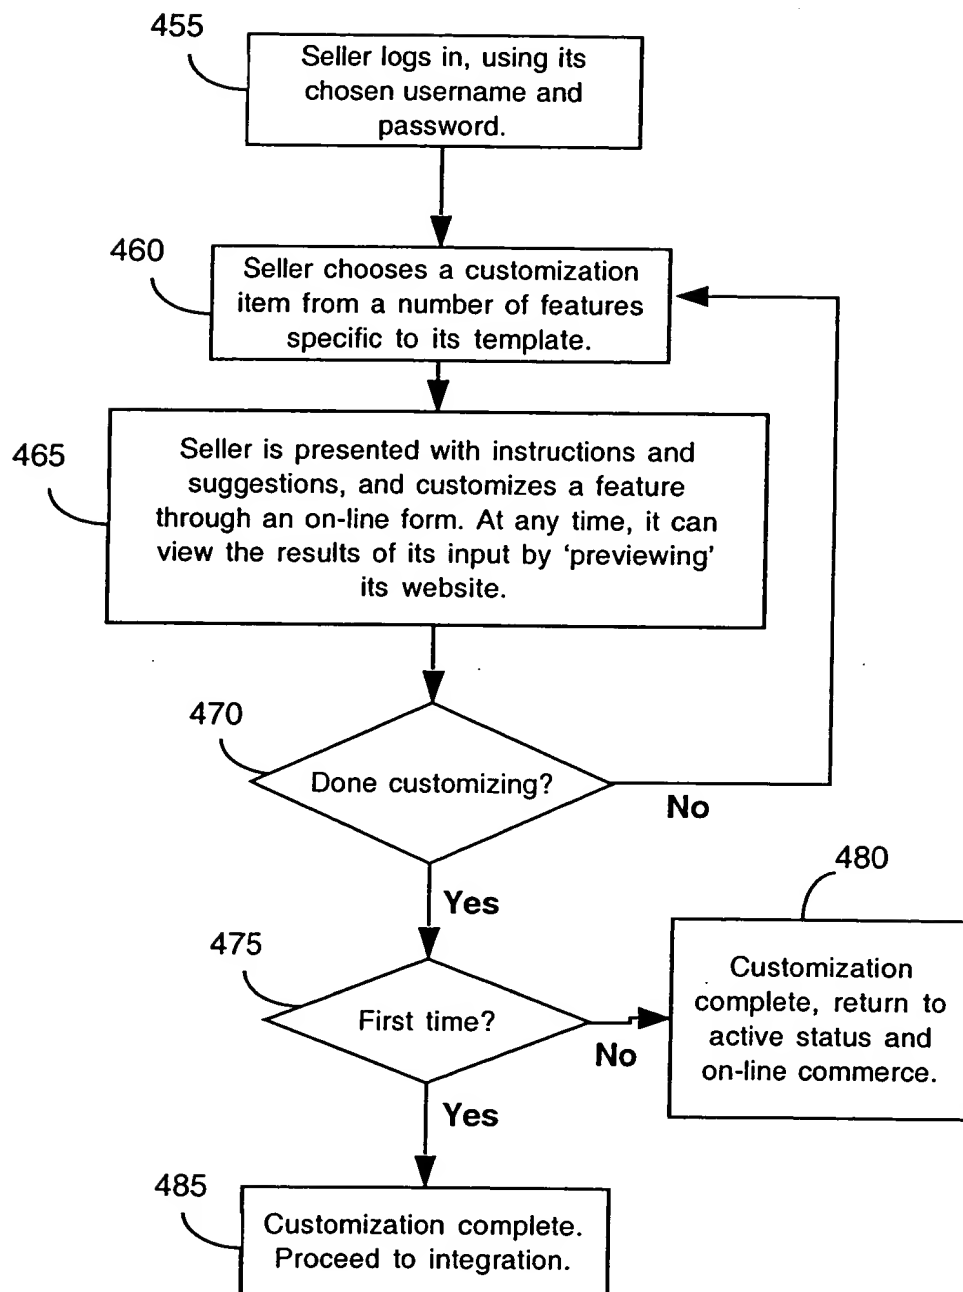 455
Seller logs in, using its
chosen username and
password.
460
Seller chooses a customization
item from a number of features
specific to its template.
465
Seller is presented with instructions and
suggestions, and customizes a feature
through an on-line form. At any time, it can
view the results of its input by ‘previewing’
its website.
470
Done customizing?
No
Yes
480
Customization
complete, return to
active status and
on-line commerce.
475
First time?
No
Yes
485
Customization complete.
Proceed to integration.